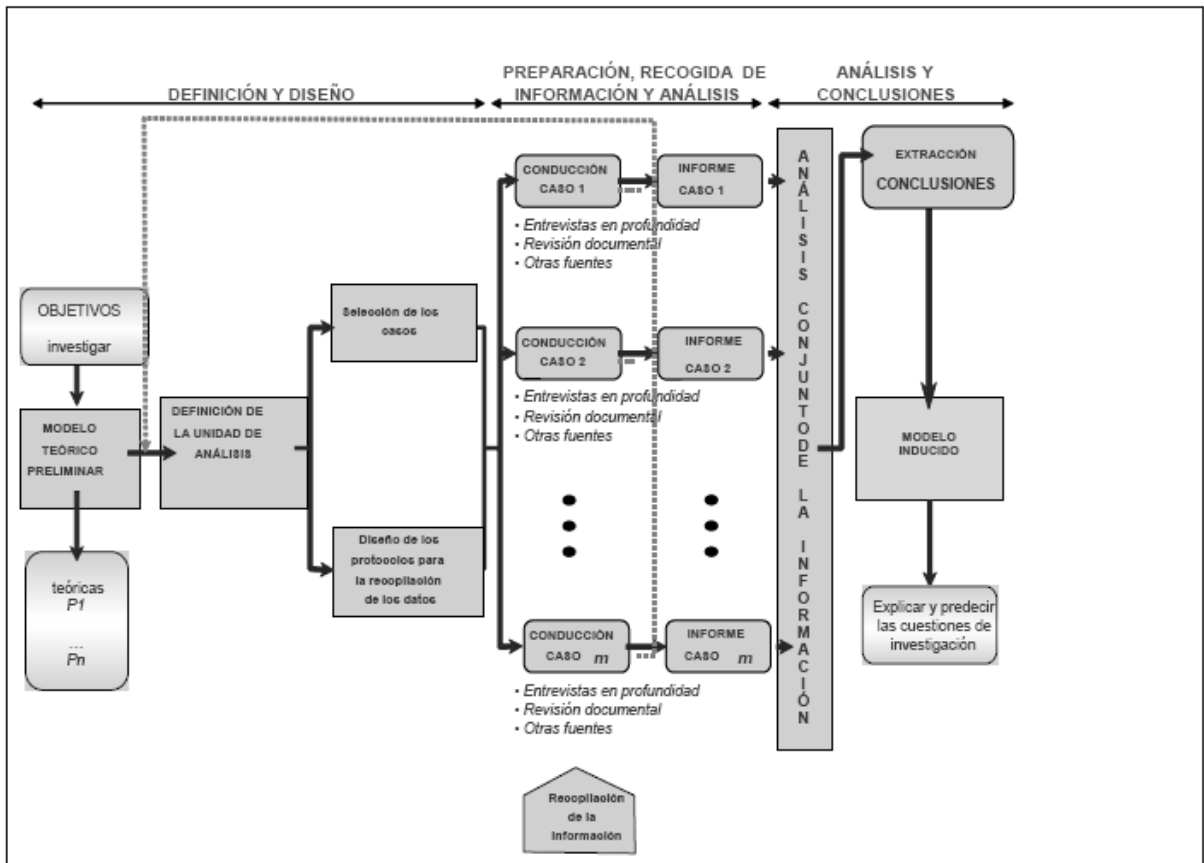 DEFINICIÓN Y DISEÑO
PREPARACIÓN, RECOGIDA DE
INFORMACIÓN Y ANÁLISIS
ANÁLISIS Y
CONCLUSIONES
OBJETIVOS
investigar
MODELO
TEÓRICO
PRELIMINAR
teóricas
P1
...
Pn
DEFINICIÓN DE
LA UNIDAD DE
ANÁLISIS
Selección de los
casos
Diseño de los
protocolos para
la recopilación
de los datos
CONDUCCIÓN
CASO 1
INFORME
CASO 1
• Entrevistas en profundidad
• Revisión documental
• Otras fuentes
CONDUCCIÓN
CASO 2
INFORME
CASO 2
• Entrevistas en profundidad
• Revisión documental
• Otras fuentes
CONDUCCIÓN
CASO m
INFORME
CASO m
• Entrevistas en profundidad
• Revisión documental
• Otras fuentes
Recopilación
de la
Información
ANÁLISIS CONJUNTODE LA INFORMACIÓN
EXTRACCIÓN
CONCLUSIONES
MODELO
INDUCIDO
Explicar y predecir
las cuestiones de
investigación